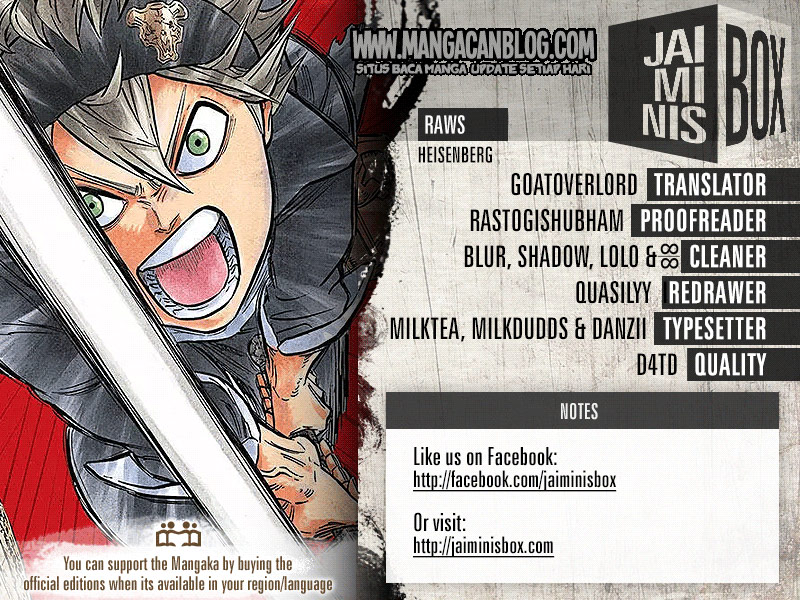 WWW.MANGACANBLOG.COM
SITUS BACA MANGA UPDATE SETIAP HARI
JAI
MI
NIS
BOX
RAWS
HEISENBERG
GOATOVERLORD TRANSLATOR
RASTOGISHUBHAM PROOFREADER
BLUR, SHADOW, LOLO & 88 CLEANER
QUASILYY REDRAWER
MILKTEA, MILKDUDDS & DANZII TYPESETTER
D4TD QUALITY
NOTES
Like us on Facebook:
http://facebook.com/jaiminisbox
Or visit:
http://jaiminisbox.com
You can support the Mangaka by buying the
official editions when its available in your region/language